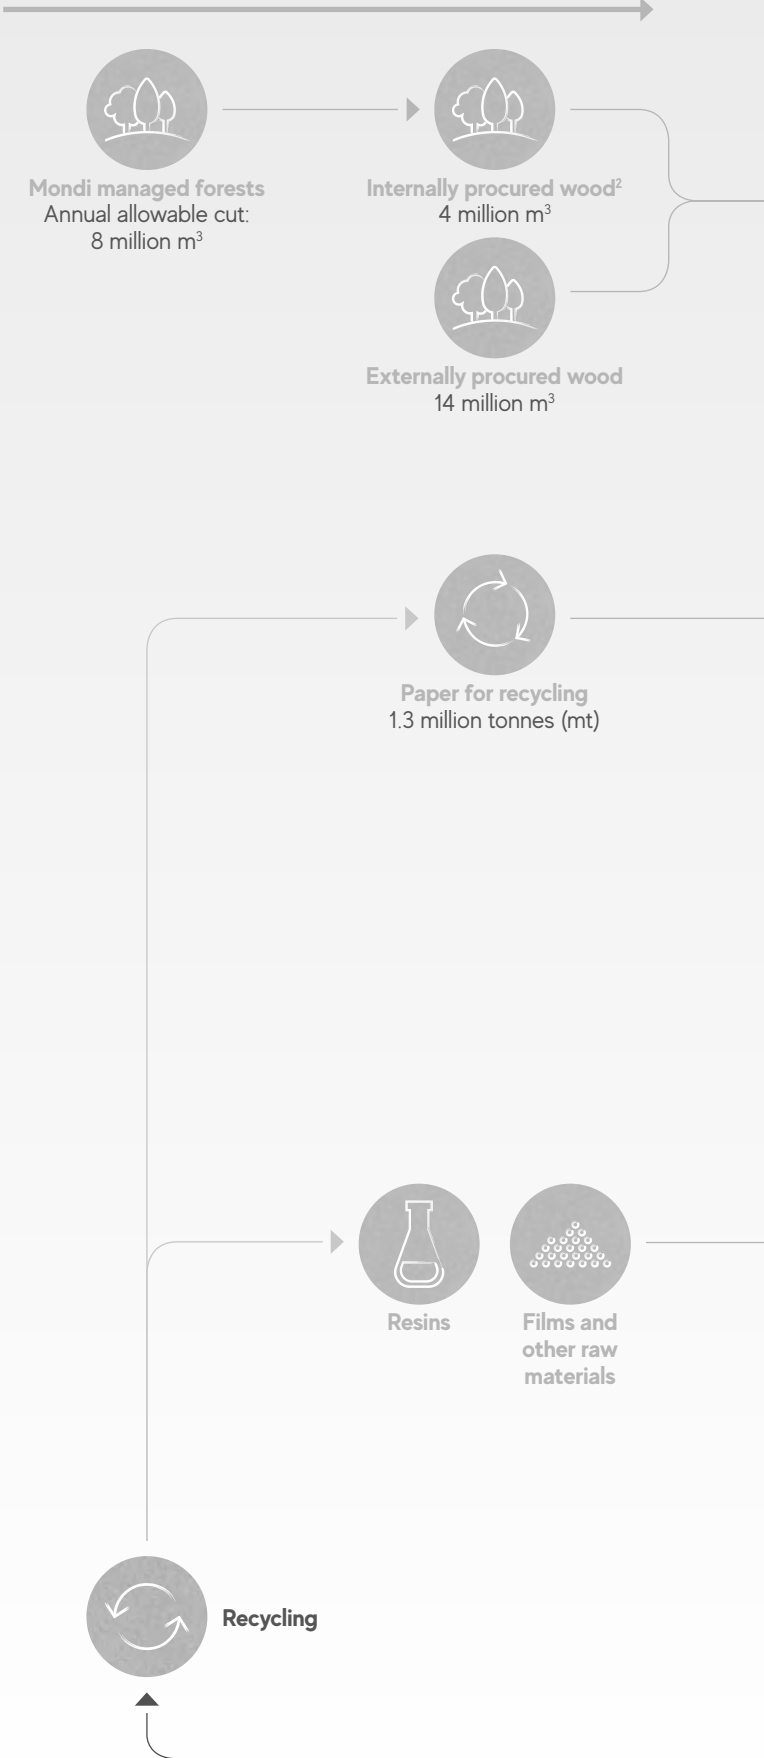 Mondi managed forests
Annual allowable cut:
8 million m³
Internally procured wood²
4 million m³
Externally procured wood
14 million m³
Paper for recycling
1.3 million tonnes (mt)
Resins
Films and
other raw
materials
Recycling